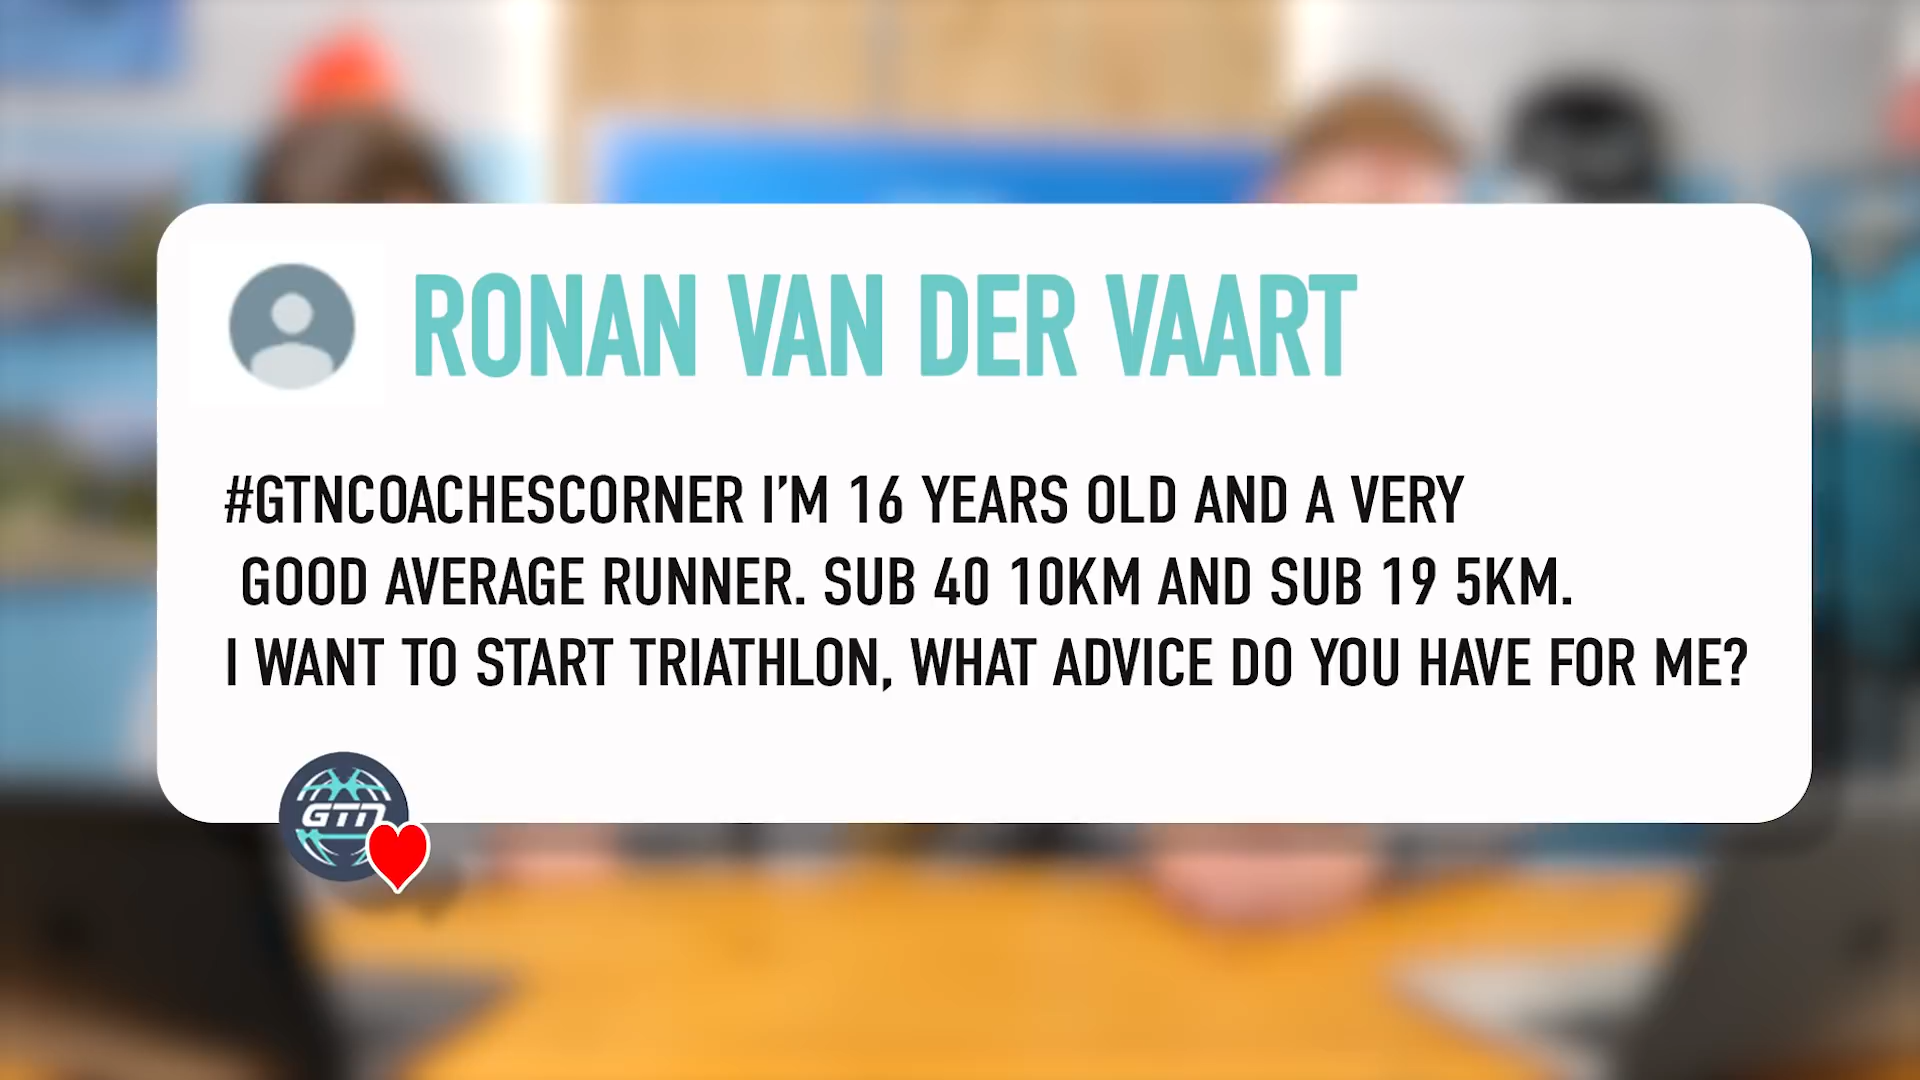 RONAN VAN DER VAART
#GTNCOACHESCORNER I'M 16 YEARS OLD AND A VERY
GOOD AVERAGE RUNNER. SUB 40 10KM AND SUB 19 5KM.
I WANT TO START TRIATHLON, WHAT ADVICE DO YOU HAVE FOR ME?
GTN